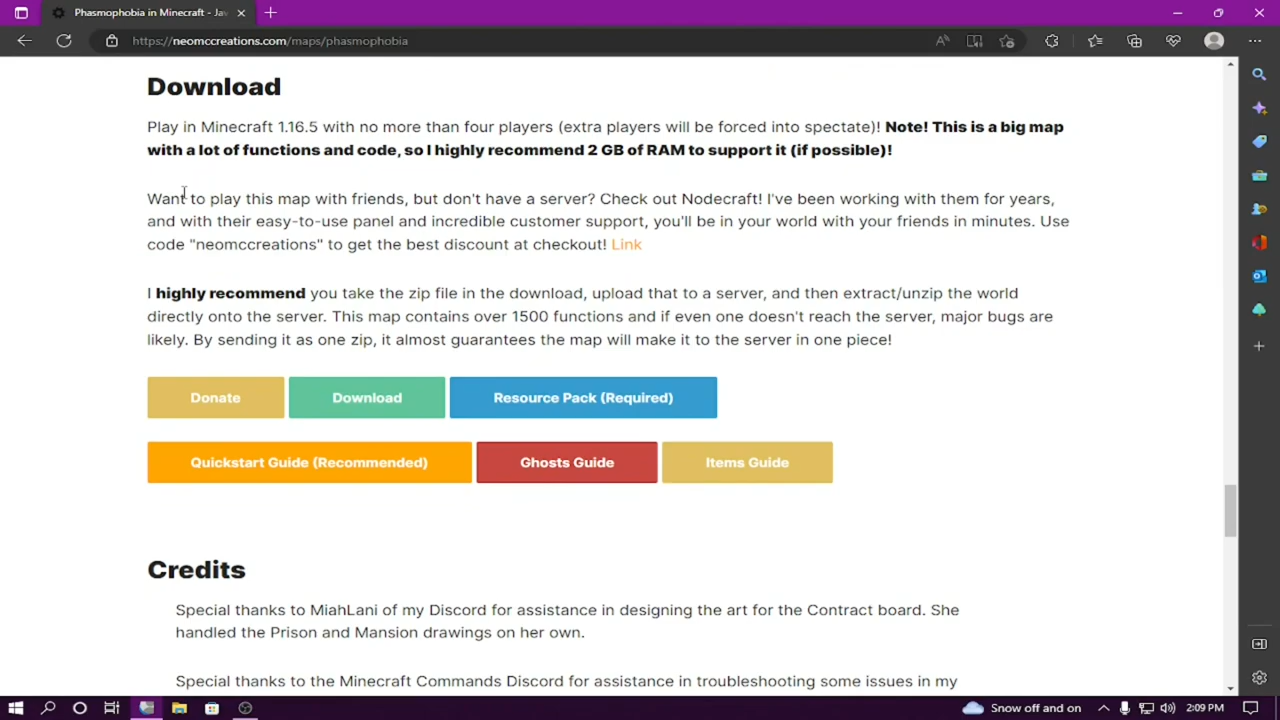 Phasmophobia in Minecraft - Jav
https://neomccreations.com/maps/phasmophobia
Download
Play in Minecraft 1.16.5 with no more than four players (extra players will be forced into spectate)! Note! This is a big map
with a lot of functions and code, so I highly recommend 2 GB of RAM to support it (if possible)!
Want to play this map with friends, but don't have a server? Check out Nodecraft! I've been working with them for years,
and with their easy-to-use panel and incredible customer support, you'll be in your world with your friends in minutes. Use
code "neomccreations" to get the best discount at checkout! Link
I highly recommend you take the zip file in the download, upload that to a server, and then extract/unzip the world
directly onto the server. This map contains over 1500 functions and if even one doesn't reach the server, major bugs are
likely. By sending it as one zip, it almost guarantees the map will make it to the server in one piece!
Donate Download Resource Pack (Required)
Quickstart Guide (Recommended) Ghosts Guide Items Guide
Credits
Special thanks to MiahLani of my Discord for assistance in designing the art for the Contract board. She
handled the Prison and Mansion drawings on her own.
Special thanks to the Minecraft Commands Discord for assistance in troubleshooting some issues in my
Snow off and on 2:09 PM